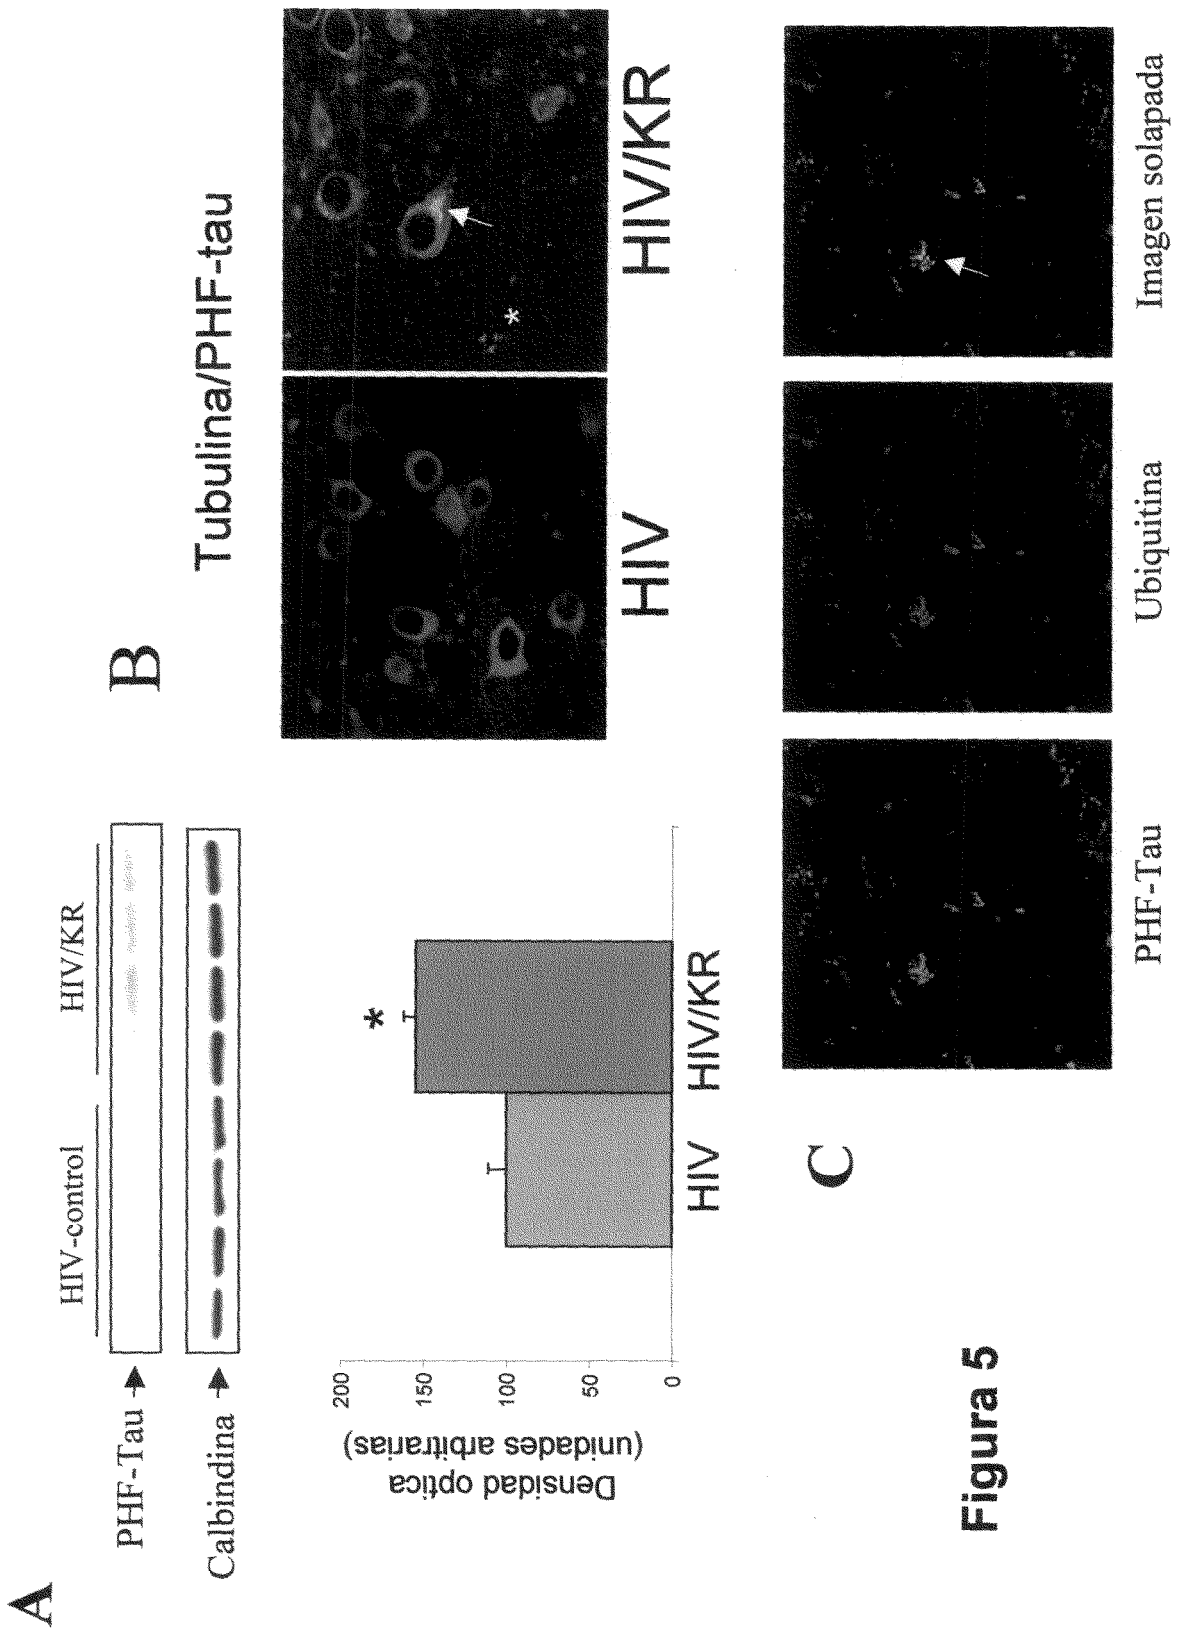 A
HIV-control
HIV/KR
PHF-Tau
Calbindina
Densidad optica
(unidades arbitrarias)
200
150
100
50
0
*
HIV
HIV/KR
B
Tubulina/PHF-tau
*
HIV
HIV/KR
C
PHF-Tau
Ubiquitina
Imagen solapada
Figura 5